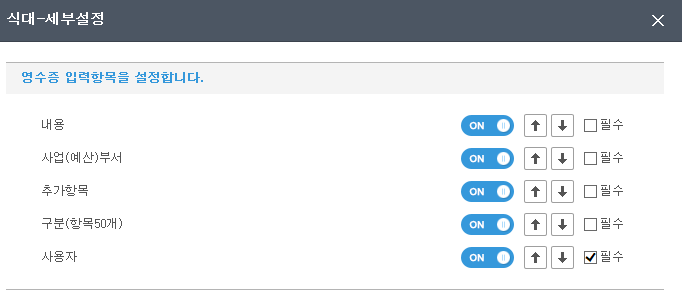 식대-세부설정
영수증 입력항목을 설정합니다.
내용 ON 필수
사업(예산)부서 ON 필수
추가항목 ON 필수
구분(항목50개) ON 필수
사용자 ON 필수